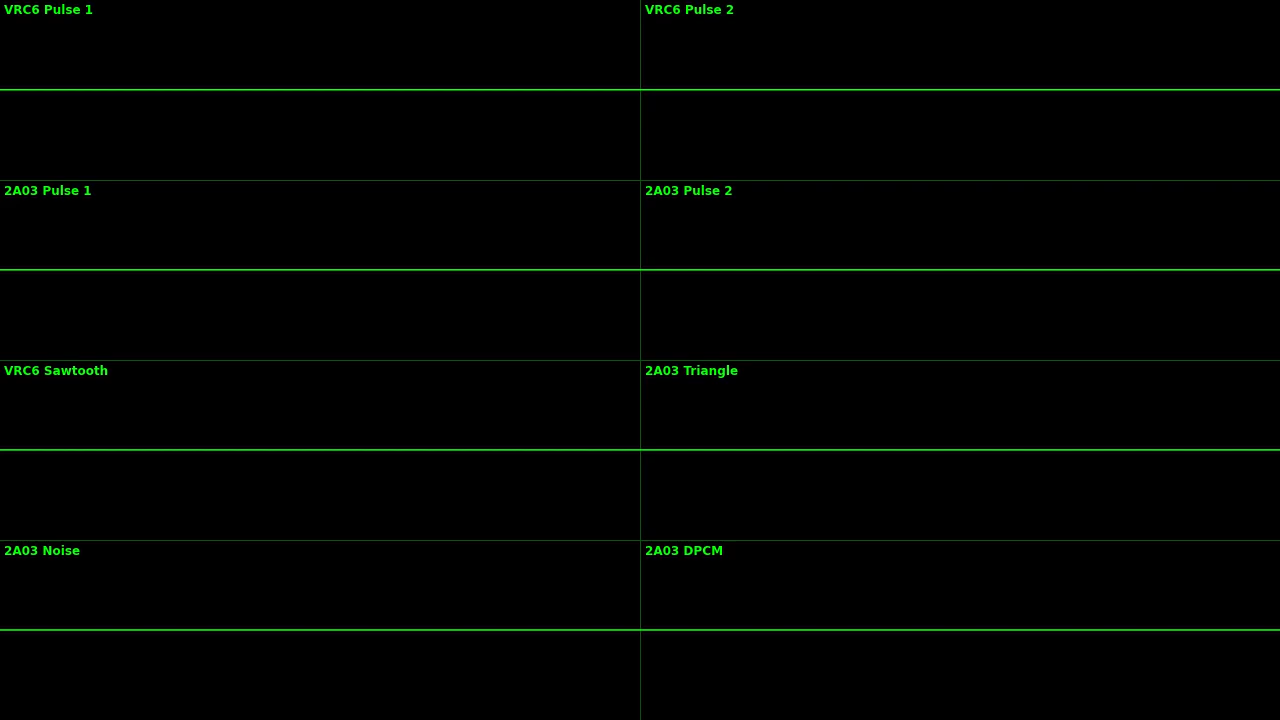 VRC6 Pulse 1
VRC6 Pulse 2
2A03 Pulse 1
2A03 Pulse 2
VRC6 Sawtooth
2A03 Triangle
2A03 Noise
2A03 DPCM